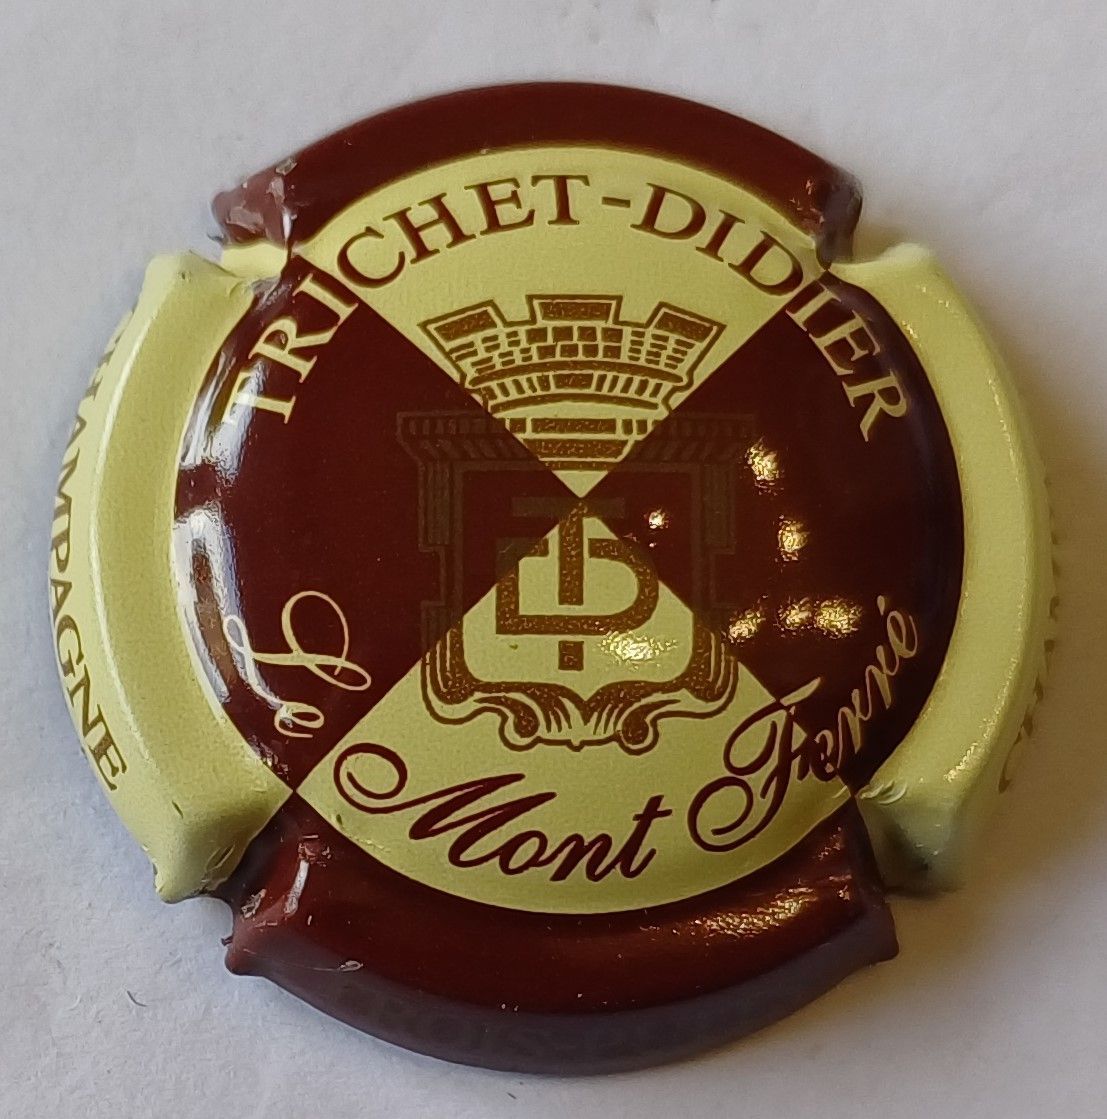 TRICHET-DIDIER
TD
Le Mont Ferré
CHAMPAGNE